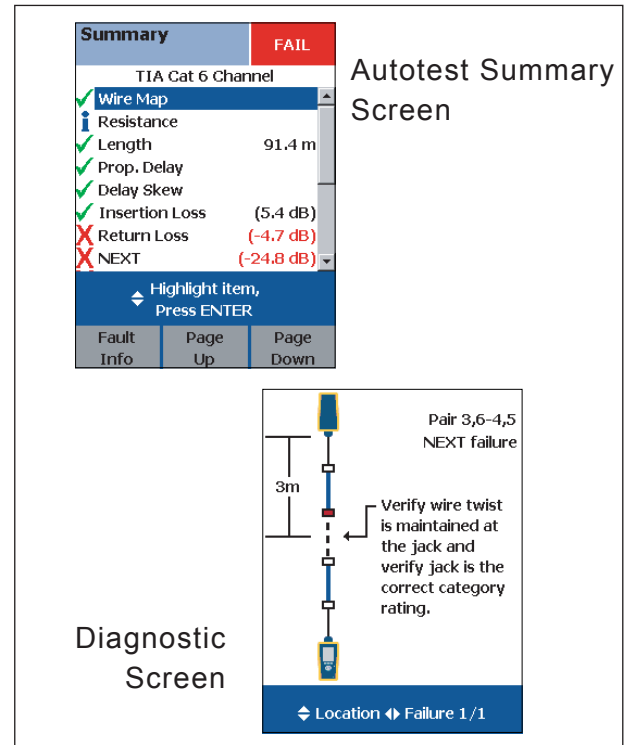 Summary
FAIL
TIA Cat 6 Channel
Wire Map
Resistance
Length 91.4 m
Prop. Delay
Delay Skew
Insertion Loss (5.4 dB)
Return Loss (-4.7 dB)
NEXT (-24.8 dB)
Highlight item,
Press ENTER
Fault
Info
Page
Up
Page
Down
Autotest Summary
Screen
Pair 3,6-4,5
NEXT failure
3m
Verify wire twist
is maintained at
the jack and
verify jack is the
correct category
rating.
Location Failure 1/1
Diagnostic
Screen